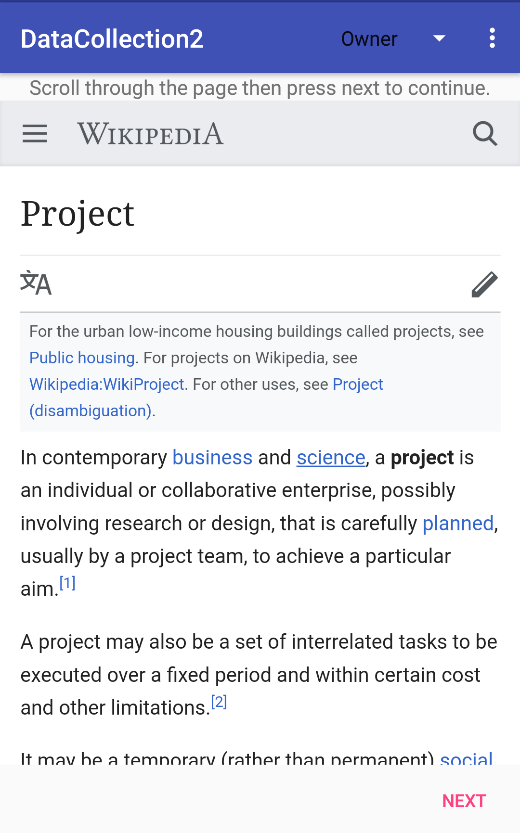 DataCollection2
Owner
Scroll through the page then press next to continue.
WIKIPEDIA
Project
文A
For the urban low-income housing buildings called projects, see
Public housing. For projects on Wikipedia, see
Wikipedia:WikiProject. For other uses, see Project
(disambiguation).
In contemporary business and science, a project is
an individual or collaborative enterprise, possibly
involving research or design, that is carefully planned,
usually by a project team, to achieve a particular
aim.[1]
A project may also be a set of interrelated tasks to be
executed over a fixed period and within certain cost
and other limitations.[2]
It may be a temporary (rather than permanent) social
NEXT